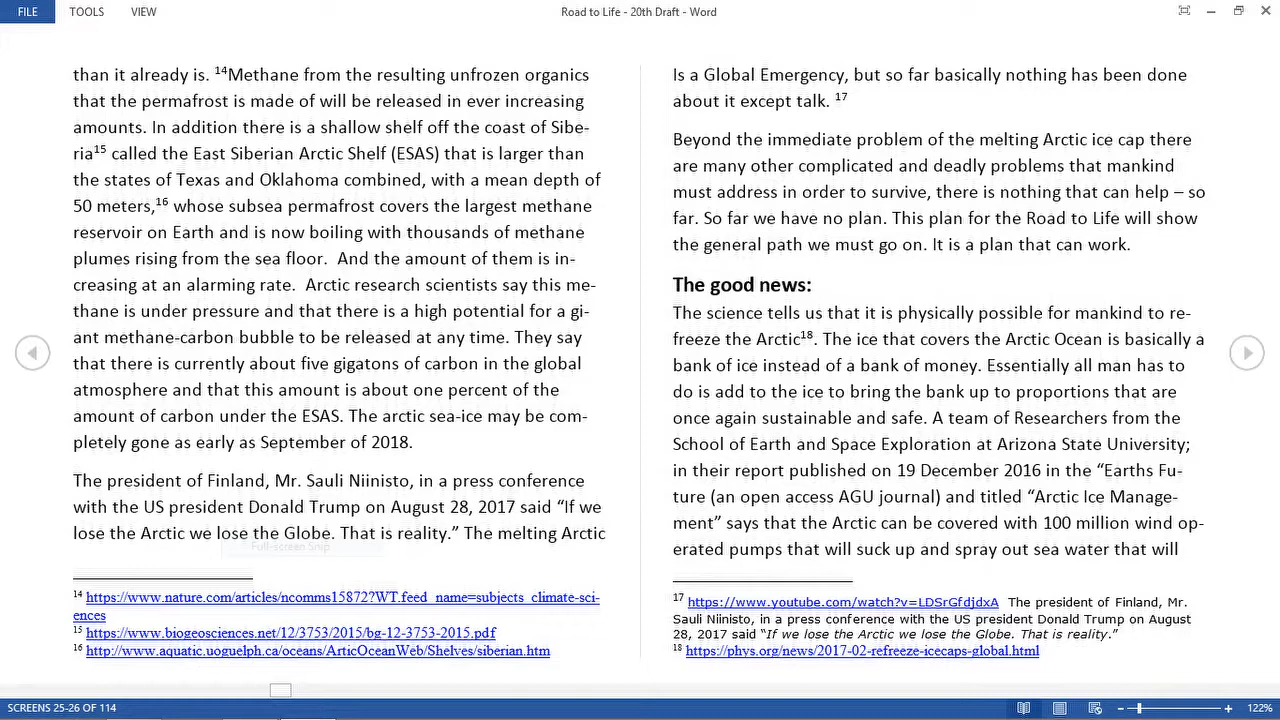 FILE TOOLS VIEW Road to Life - 20th Draft - Word
than it already is. 14Methane from the resulting unfrozen organics
that the permafrost is made of will be released in ever increasing
amounts. In addition there is a shallow shelf off the coast of Sibe-
ria15 called the East Siberian Arctic Shelf (ESAS) that is larger than
the states of Texas and Oklahoma combined, with a mean depth of
50 meters,16 whose subsea permafrost covers the largest methane
reservoir on Earth and is now boiling with thousands of methane
plumes rising from the sea floor.  And the amount of them is in-
creasing at an alarming rate.  Arctic research scientists say this me-
thane is under pressure and that there is a high potential for a gi-
ant methane-carbon bubble to be released at any time. They say
that there is currently about five gigatons of carbon in the global
atmosphere and that this amount is about one percent of the
amount of carbon under the ESAS. The arctic sea-ice may be com-
pletely gone as early as September of 2018.
The president of Finland, Mr. Sauli Niinisto, in a press conference
with the US president Donald Trump on August 28, 2017 said “If we
lose the Arctic we lose the Globe. That is reality.” The melting Arctic
Full-screen Snip
14 https://www.nature.com/articles/ncomms15872?WT.feed_name=subjects_climate-sci-
ences
15 https://www.biogeosciences.net/12/3753/2015/bg-12-3753-2015.pdf
16 http://www.aquatic.uoguelph.ca/oceans/ArticOceanWeb/Shelves/siberian.htm
Is a Global Emergency, but so far basically nothing has been done
about it except talk. 17
Beyond the immediate problem of the melting Arctic ice cap there
are many other complicated and deadly problems that mankind
must address in order to survive, there is nothing that can help – so
far. So far we have no plan. This plan for the Road to Life will show
the general path we must go on. It is a plan that can work.
The good news:
The science tells us that it is physically possible for mankind to re-
freeze the Arctic18. The ice that covers the Arctic Ocean is basically a
bank of ice instead of a bank of money. Essentially all man has to
do is add to the ice to bring the bank up to proportions that are
once again sustainable and safe. A team of Researchers from the
School of Earth and Space Exploration at Arizona State University;
in their report published on 19 December 2016 in the “Earths Fu-
ture (an open access AGU journal) and titled “Arctic Ice Manage-
ment” says that the Arctic can be covered with 100 million wind op-
erated pumps that will suck up and spray out sea water that will
17 https://www.youtube.com/watch?v=LDSrGfdjdxA  The president of Finland, Mr.
Sauli Niinisto, in a press conference with the US president Donald Trump on August
28, 2017 said “If we lose the Arctic we lose the Globe. That is reality.”
18 https://phys.org/news/2017-02-refreeze-icecaps-global.html
SCREENS 25-26 OF 114 122%